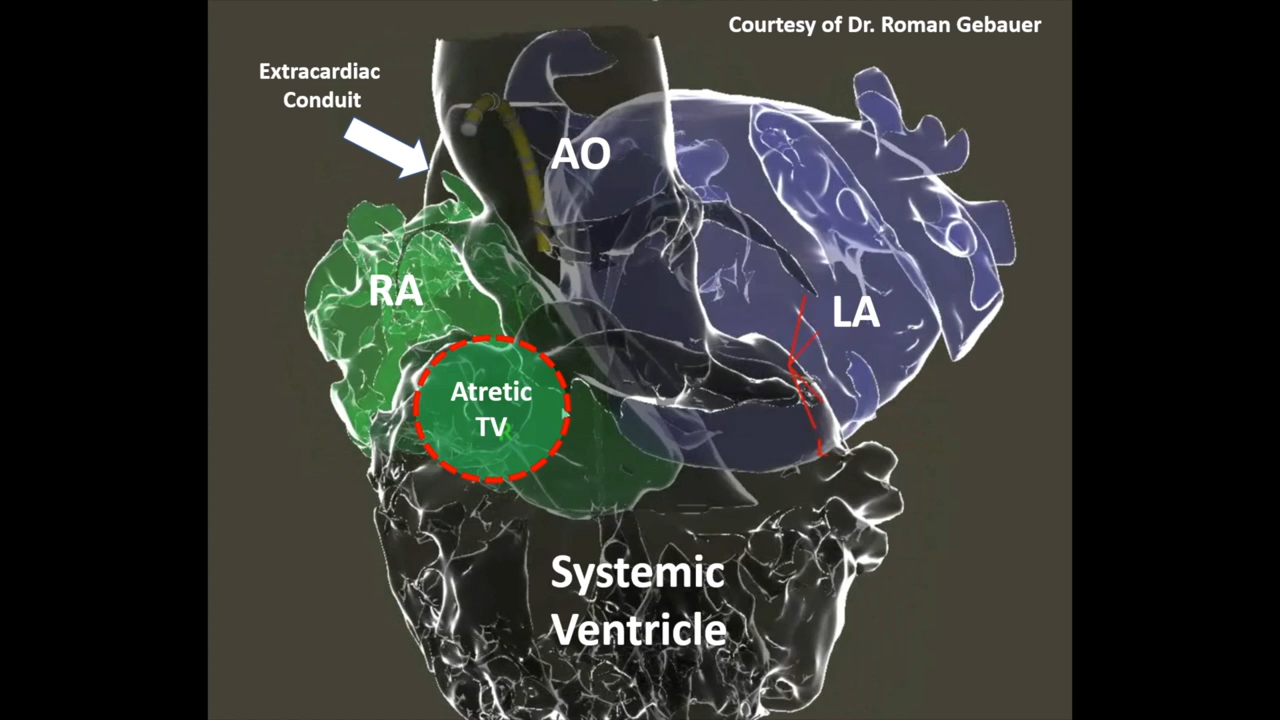 Courtesy of Dr. Roman Gebauer
Extracardiac
Conduit
AO
RA
LA
Atretic
TV
Systemic
Ventricle